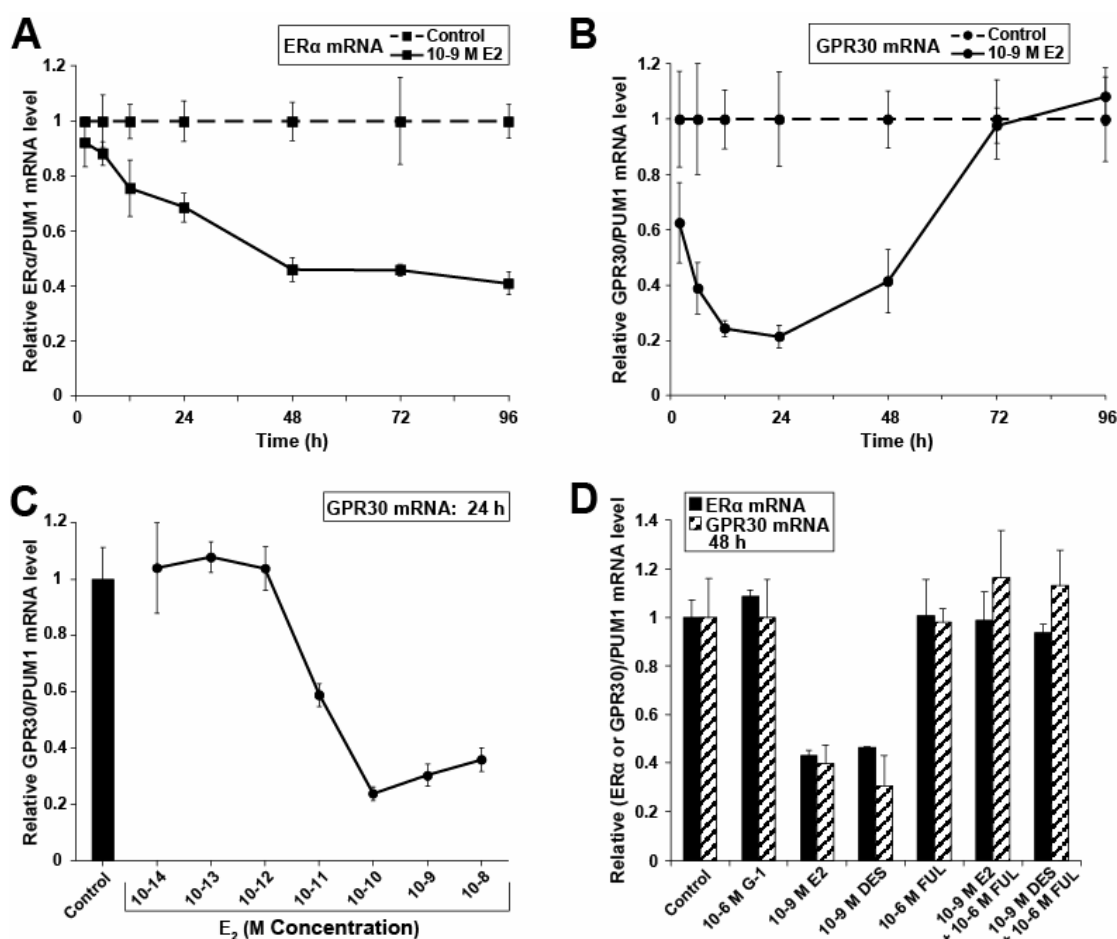 A
ERα mRNA
Control
10-9 M E2
Relative ERα/PUM1 mRNA level
1.2
1
0.8
0.6
0.4
0.2
0
0 24 48 72 96
Time (h)
B
GPR30 mRNA
Control
10-9 M E2
Relative GPR30/PUM1 mRNA level
1.2
1
0.8
0.6
0.4
0.2
0
0 24 48 72 96
Time (h)
C
GPR30 mRNA: 24 h
Relative GPR30/PUM1 mRNA level
1.2
1
0.8
0.6
0.4
0.2
0
Control 10-14 10-13 10-12 10-11 10-10 10-9 10-8
E2 (M Concentration)
D
ERα mRNA
GPR30 mRNA
48 h
Relative (ERα or GPR30)/PUM1 mRNA level
1.4
1.2
1
0.8
0.6
0.4
0.2
0
Control
10-6 M G-1
10-9 M E2
10-9 M DES
10-6 M FUL
10-9 M E2
+ 10-6 M FUL
10-9 M DES
+ 10-6 M FUL